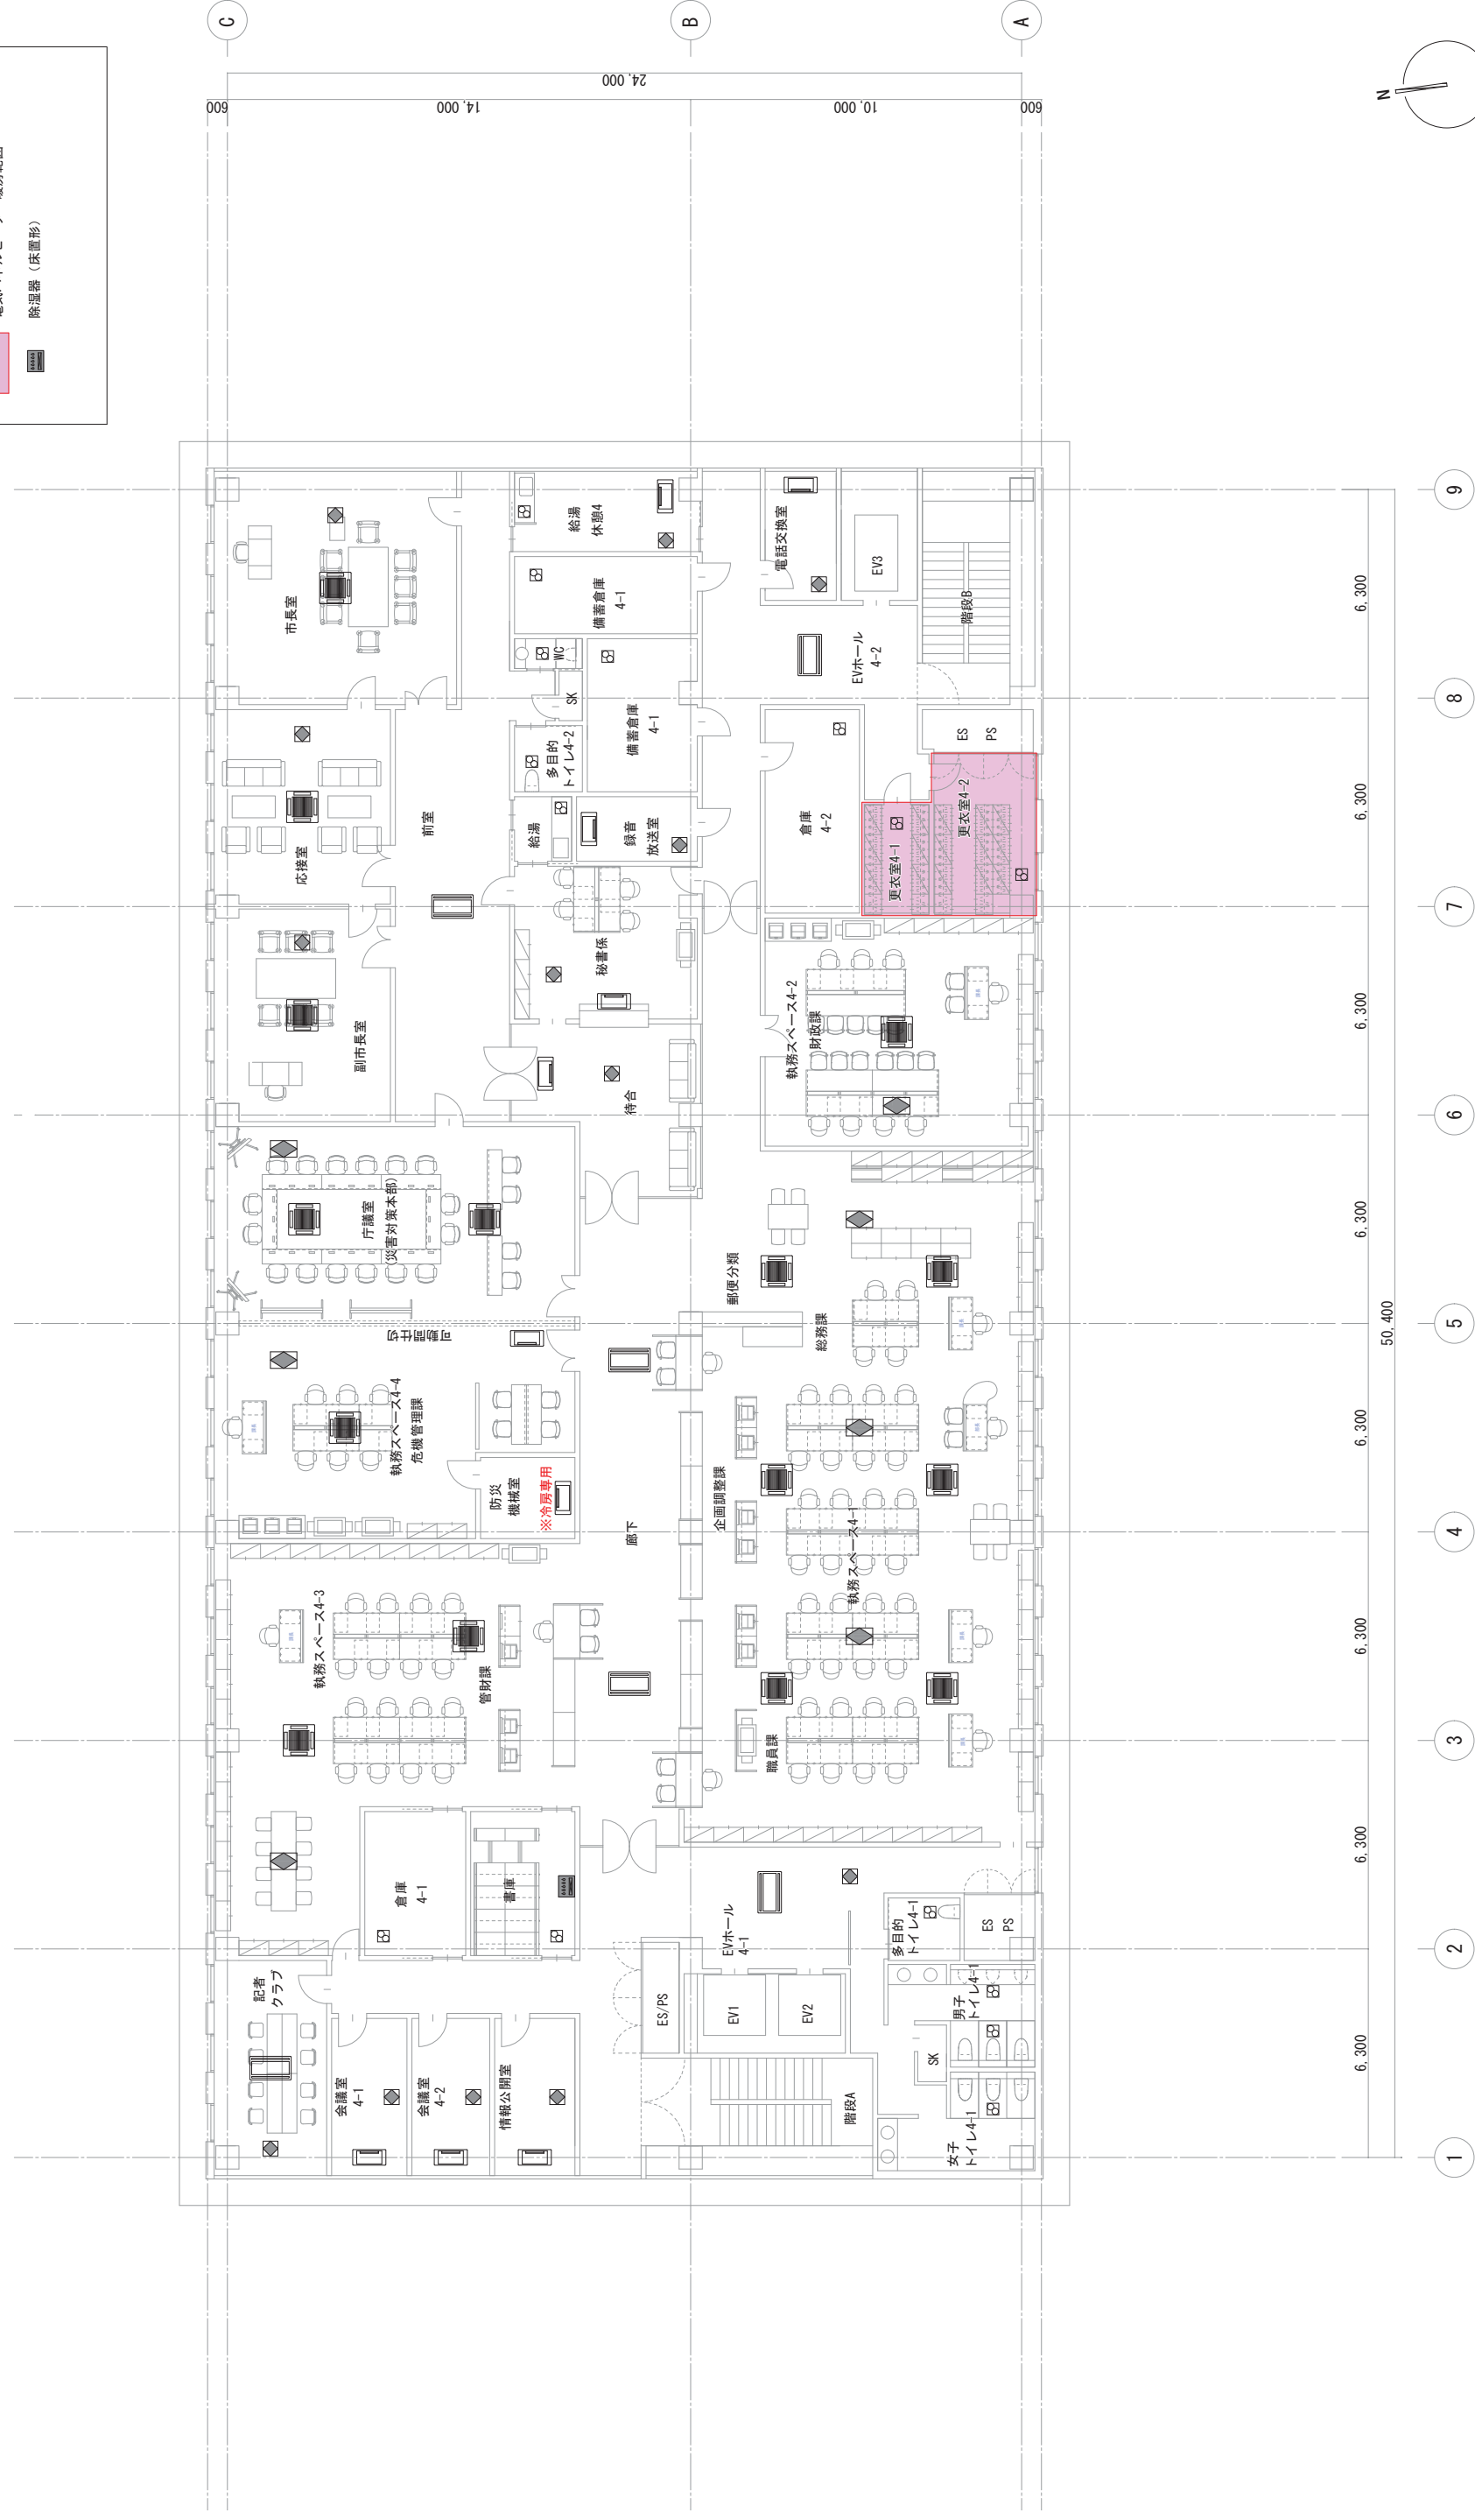 除湿器（床置形）
C
B
A
24,000
600
14,000
10,000
600
N
市長室
応接室
副市長室
前室
給湯
休憩4
備蓄倉庫
4-1
WC
SK
多目的
トイレ4-2
備蓄倉庫
4-1
給湯
録音
放送室
秘書係
待合
電話交換室
EV3
階段B
EVホール
4-2
ES
PS
倉庫
4-2
更衣室4-1
更衣室4-2
執務スペース4-2
財政課
庁議室
(災害対策本部)
可動間仕切
執務スペース4-4
危機管理課
防災
機械室
※冷房専用
廊下
郵便分類
総務課
企画調整課
執務スペース4-1
職員課
執務スペース4-3
管財課
倉庫
4-1
書庫
記者
クラブ
会議室
4-1
会議室
4-2
情報公開室
ES/PS
EVホール
4-1
EV1
EV2
階段A
多目的
トイレ4-1
ES
PS
男子
トイレ4-1
SK
女子
トイレ4-1
6,300
6,300
6,300
6,300
6,300
6,300
6,300
6,300
50,400
9
8
7
6
5
4
3
2
1